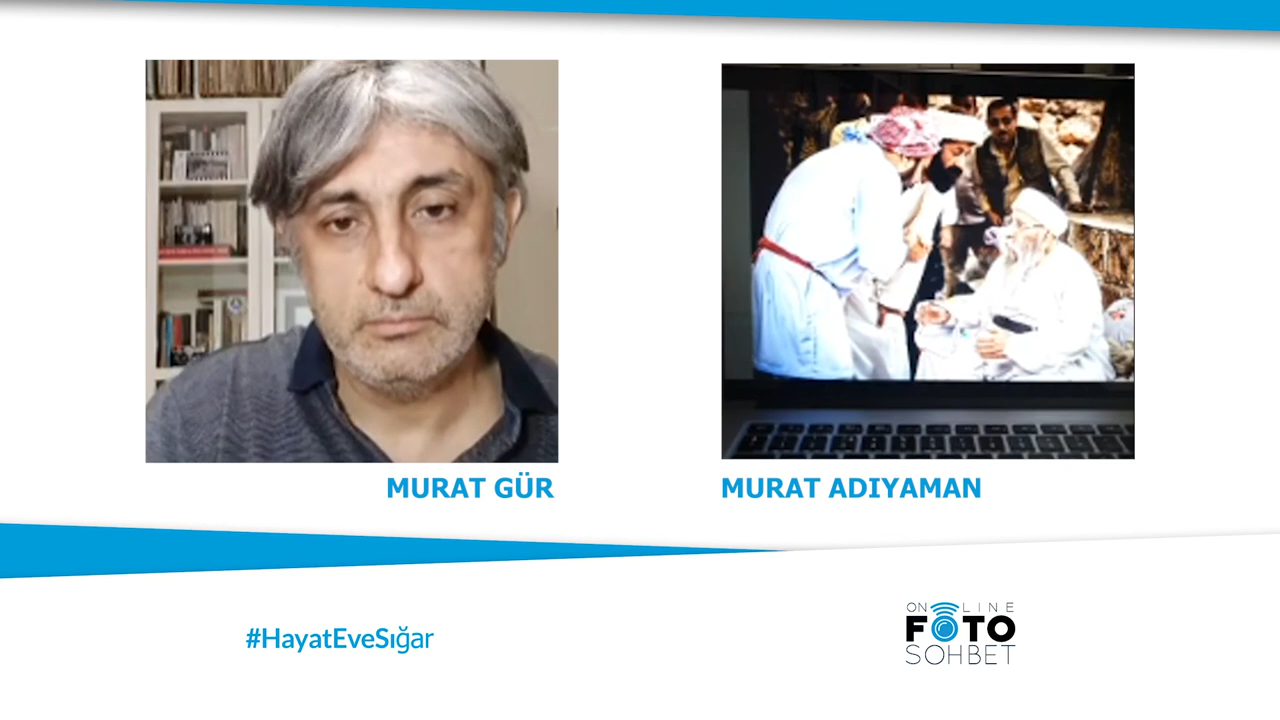 MURAT GÜR
MURAT ADIYAMAN
#HayatEveSığar
ONLINE
FOTO
SOHBET